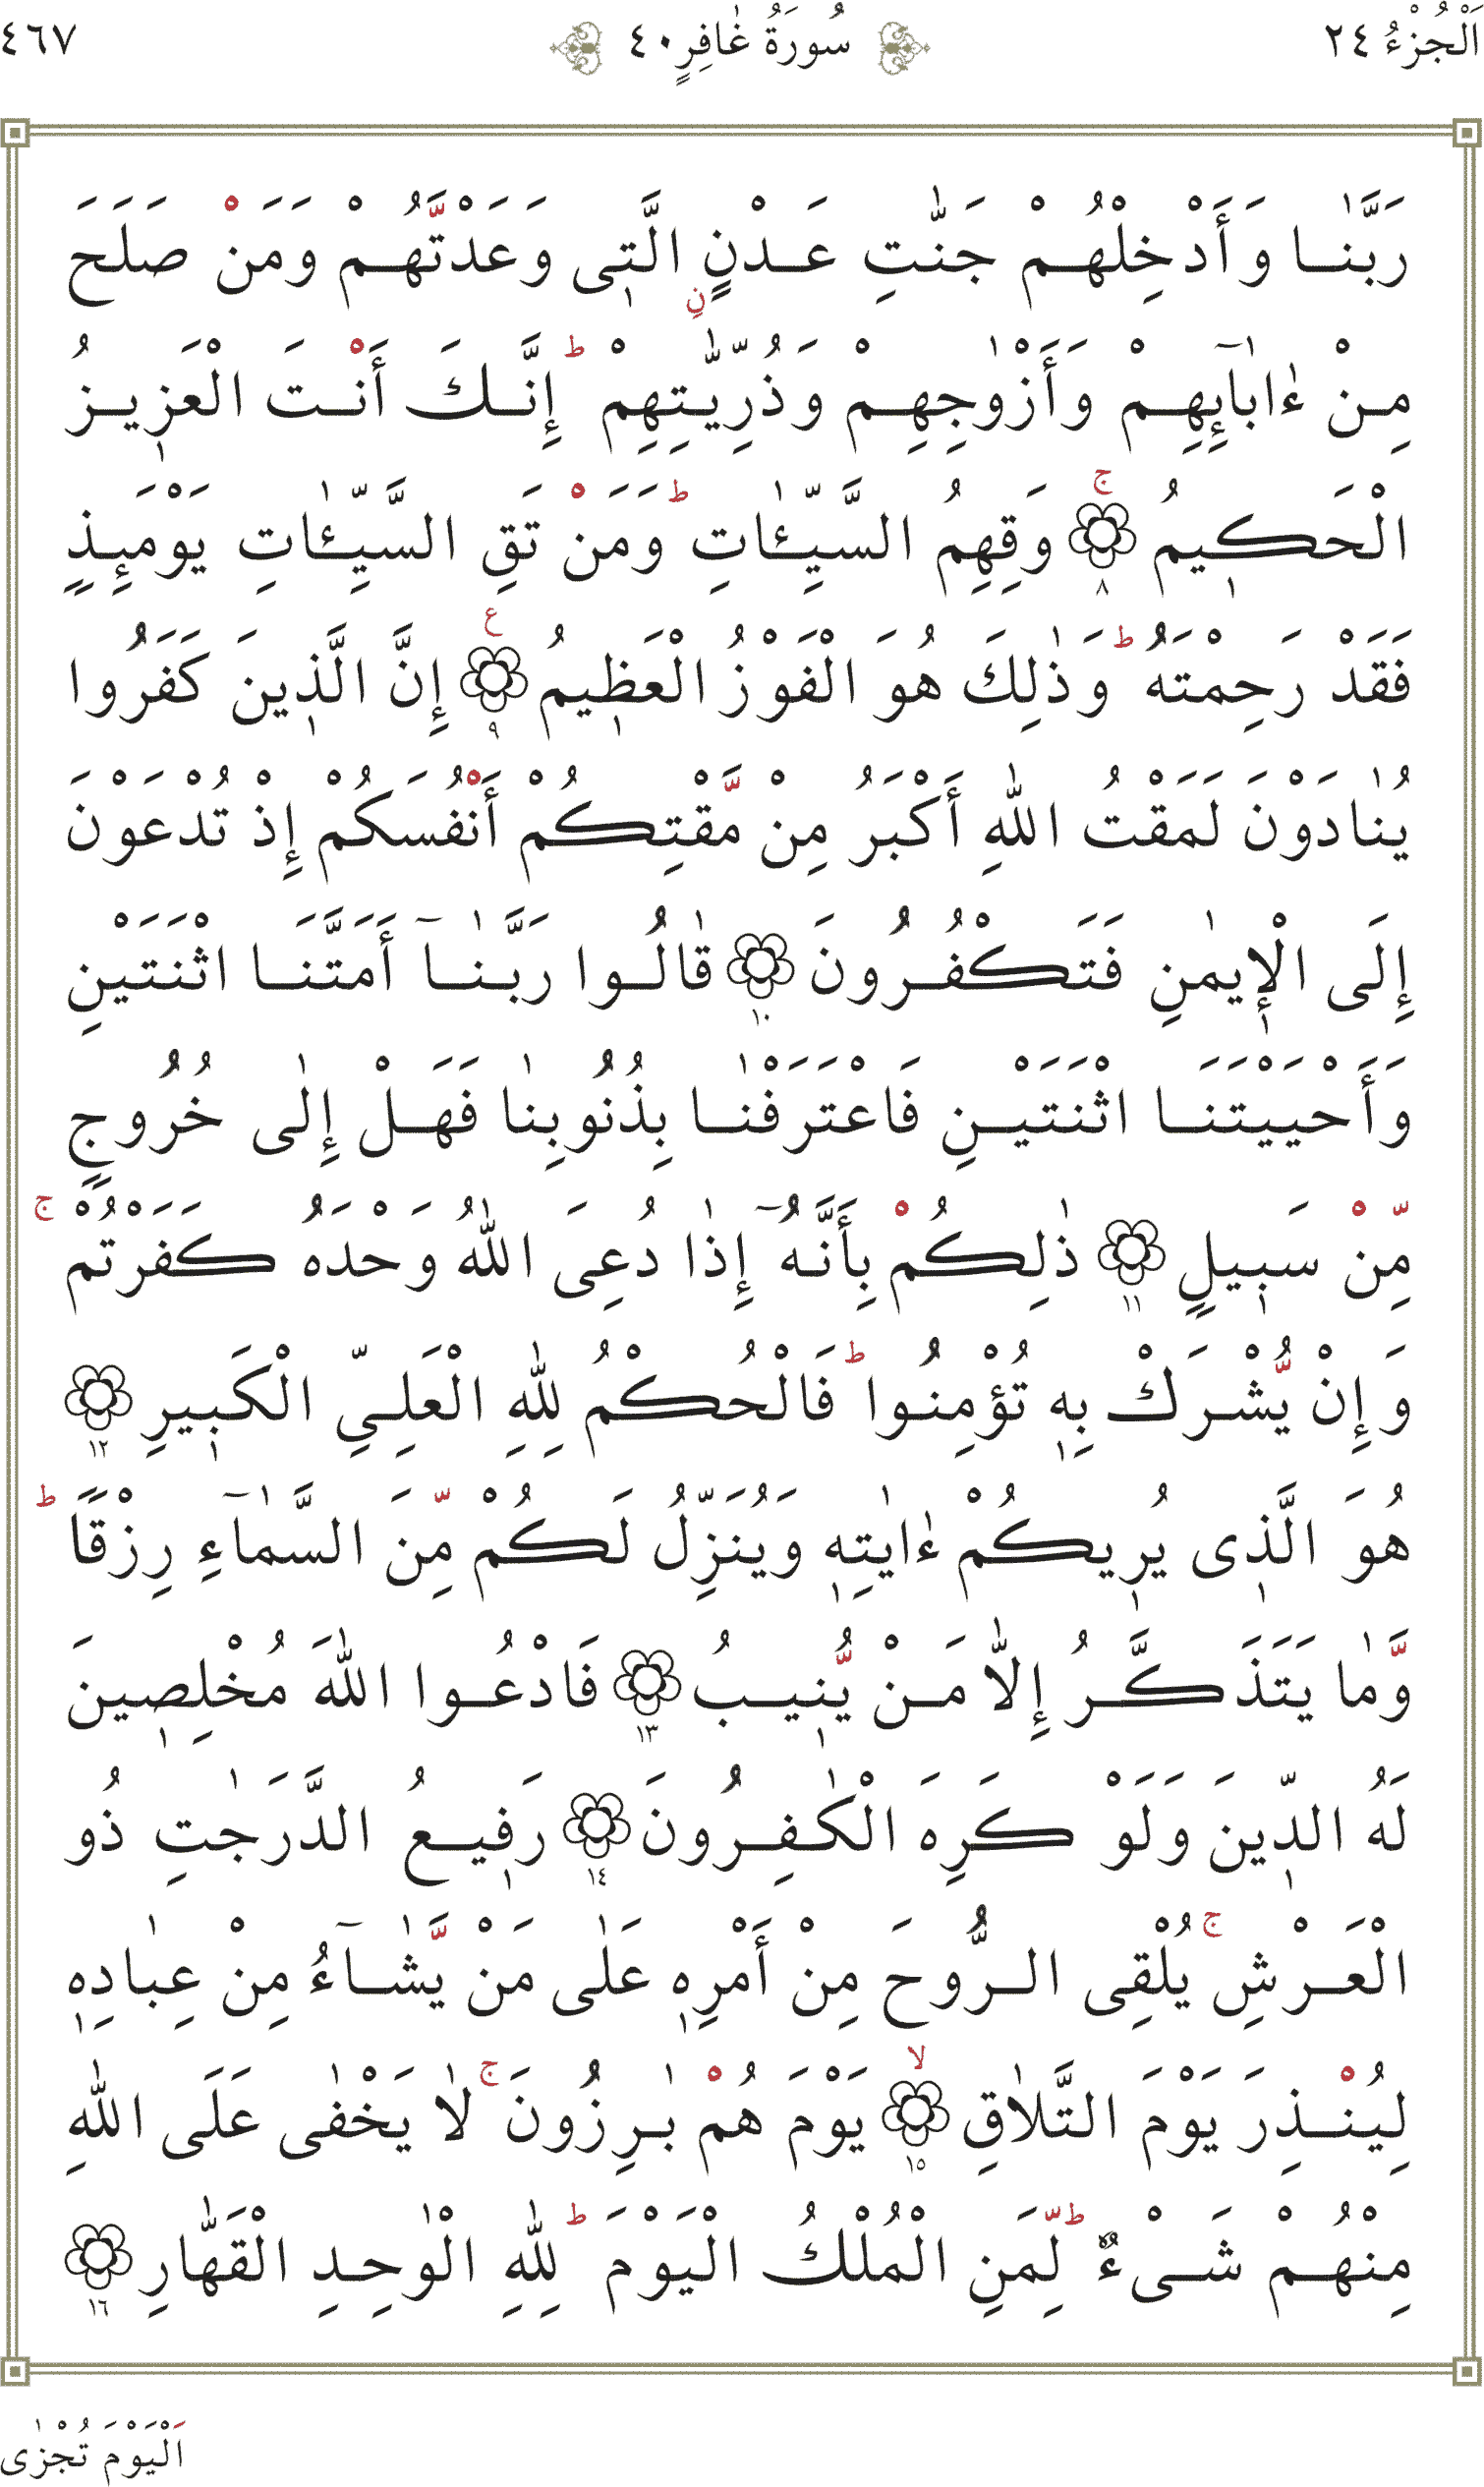 اَلْجُزْءُ ٢٤
سُورَةُ غَافِرٍ ٤٠
٤٦٧
رَبَّنَا وَأَدْخِلْهُمْ جَنَّٰتِ عَدْنٍ الَّتِى وَعَدْتَّهُمْ وَمَنْ صَلَحَ
مِنْ ءَابَآئِهِمْ وَأَزْوٰجِهِمْ وَذُرِّيّٰتِهِمْ ۭ إِنَّكَ أَنْتَ الْعَزِيزُ
الْحَكِيمُ ٨ ۚ وَقِهِمُ السَّيِّـَٔاتِ ۭ وَمَنْ تَقِ السَّيِّـَٔاتِ يَوْمَئِذٍ
فَقَدْ رَحِمْتَهُ ۭ وَذٰلِكَ هُوَ الْفَوْزُ الْعَظِيمُ ٩ ع إِنَّ الَّذِينَ كَفَرُوا
يُنَادَوْنَ لَمَقْتُ اللّٰهِ أَكْبَرُ مِنْ مَّقْتِكُمْ أَنْفُسَكُمْ إِذْ تُدْعَوْنَ
إِلَى الْإِيمٰنِ فَتَكْفُرُونَ ١٠ قَالُوا رَبَّنَآ أَمَتَّنَا اثْنَتَيْنِ
وَأَحْيَيْتَنَا اثْنَتَيْنِ فَاعْتَرَفْنَا بِذُنُوبِنَا فَهَلْ إِلٰى خُرُوجٍ
مِّنْ سَبِيلٍ ١١ ذٰلِكُمْ بِأَنَّهُٓ إِذَا دُعِىَ اللّٰهُ وَحْدَهُ كَفَرْتُمْ ۚ
وَإِنْ يُّشْرَكْ بِهِ تُؤْمِنُوا ۭ فَالْحُكْمُ لِلّٰهِ الْعَلِىِّ الْكَبِيرِ ١٢
هُوَ الَّذِى يُرِيكُمْ ءَايٰتِهِ وَيُنَزِّلُ لَكُمْ مِّنَ السَّمَآءِ رِزْقًا ۭ
وَّمَا يَتَذَكَّرُ إِلَّا مَنْ يُّنِيبُ ١٣ فَادْعُوا اللّٰهَ مُخْلِصِينَ
لَهُ الدِّينَ وَلَوْ كَرِهَ الْكٰفِرُونَ ١٤ رَفِيعُ الدَّرَجٰتِ ذُو
الْعَرْشِ ۚ يُلْقِى الرُّوحَ مِنْ أَمْرِهِ عَلٰى مَنْ يَّشَآءُ مِنْ عِبَادِهِ
لِيُنْذِرَ يَوْمَ التَّلَاقِ ١٥ ۙ يَوْمَ هُمْ بٰرِزُونَ ۚ لَا يَخْفٰى عَلَى اللّٰهِ
مِنْهُمْ شَىْءٌ ۭ لِّمَنِ الْمُلْكُ الْيَوْمَ ۭ لِلّٰهِ الْوٰحِدِ الْقَهَّارِ ١٦
اَلْيَوْمَ تُجْزٰى